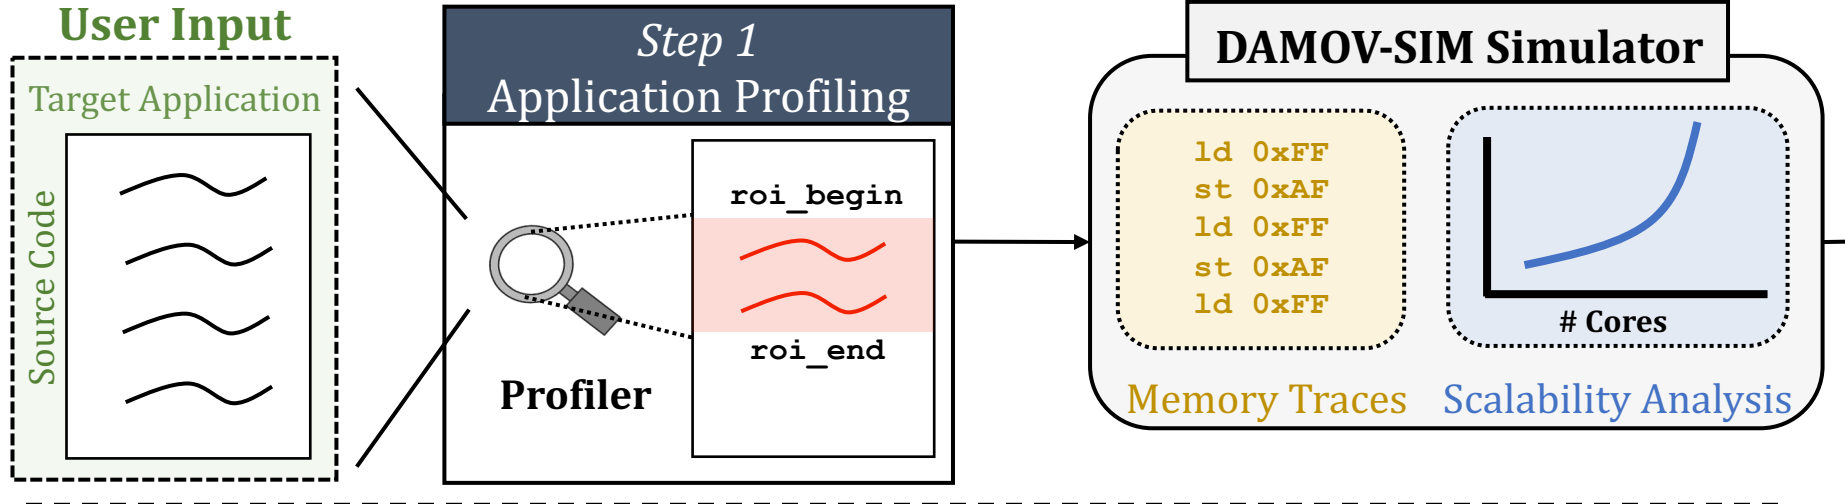 User Input
Target Application
Source Code
Step 1
Application Profiling
roi_begin
roi_end
Profiler
DAMOV-SIM Simulator
ld 0xFF
st 0xAF
ld 0xFF
st 0xAF
ld 0xFF
Memory Traces
# Cores
Scalability Analysis